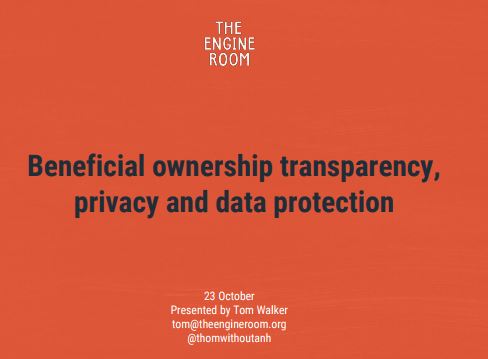 THE
ENGINE
ROOM
Beneficial ownership transparency,
privacy and data protection
23 October
Presented by Tom Walker
tom@theengineroom.org
@thomwithoutanh